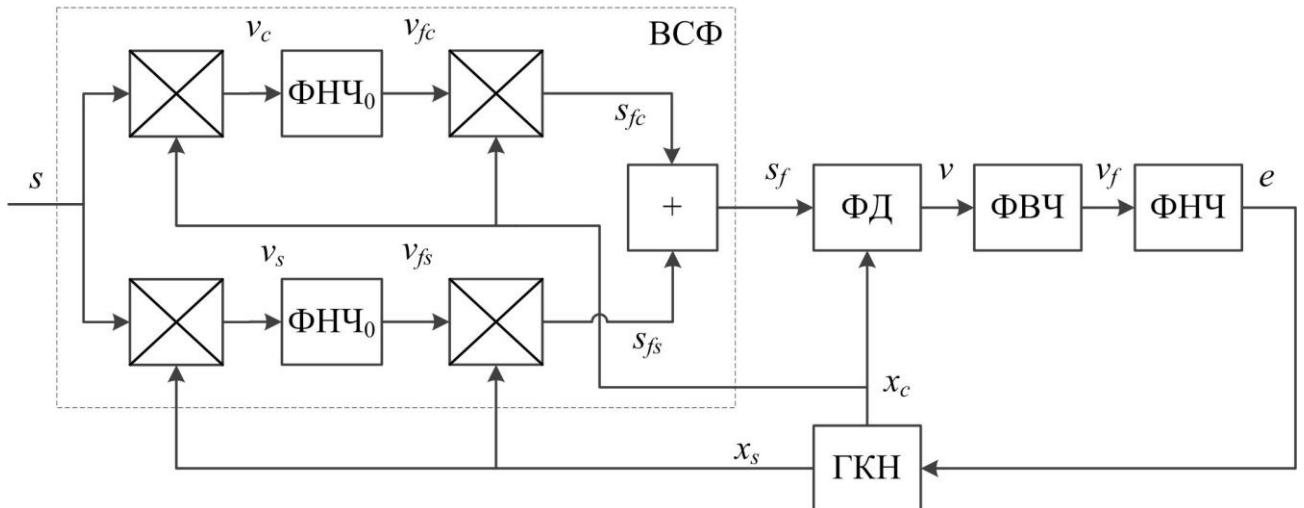 v_c
v_fc
ВСФ
ФНЧ₀
s_fc
s
s_f
v
v_f
e
+
ФД
ФВЧ
ФНЧ
v_s
v_fs
ФНЧ₀
s_fs
x_c
x_s
ГКН